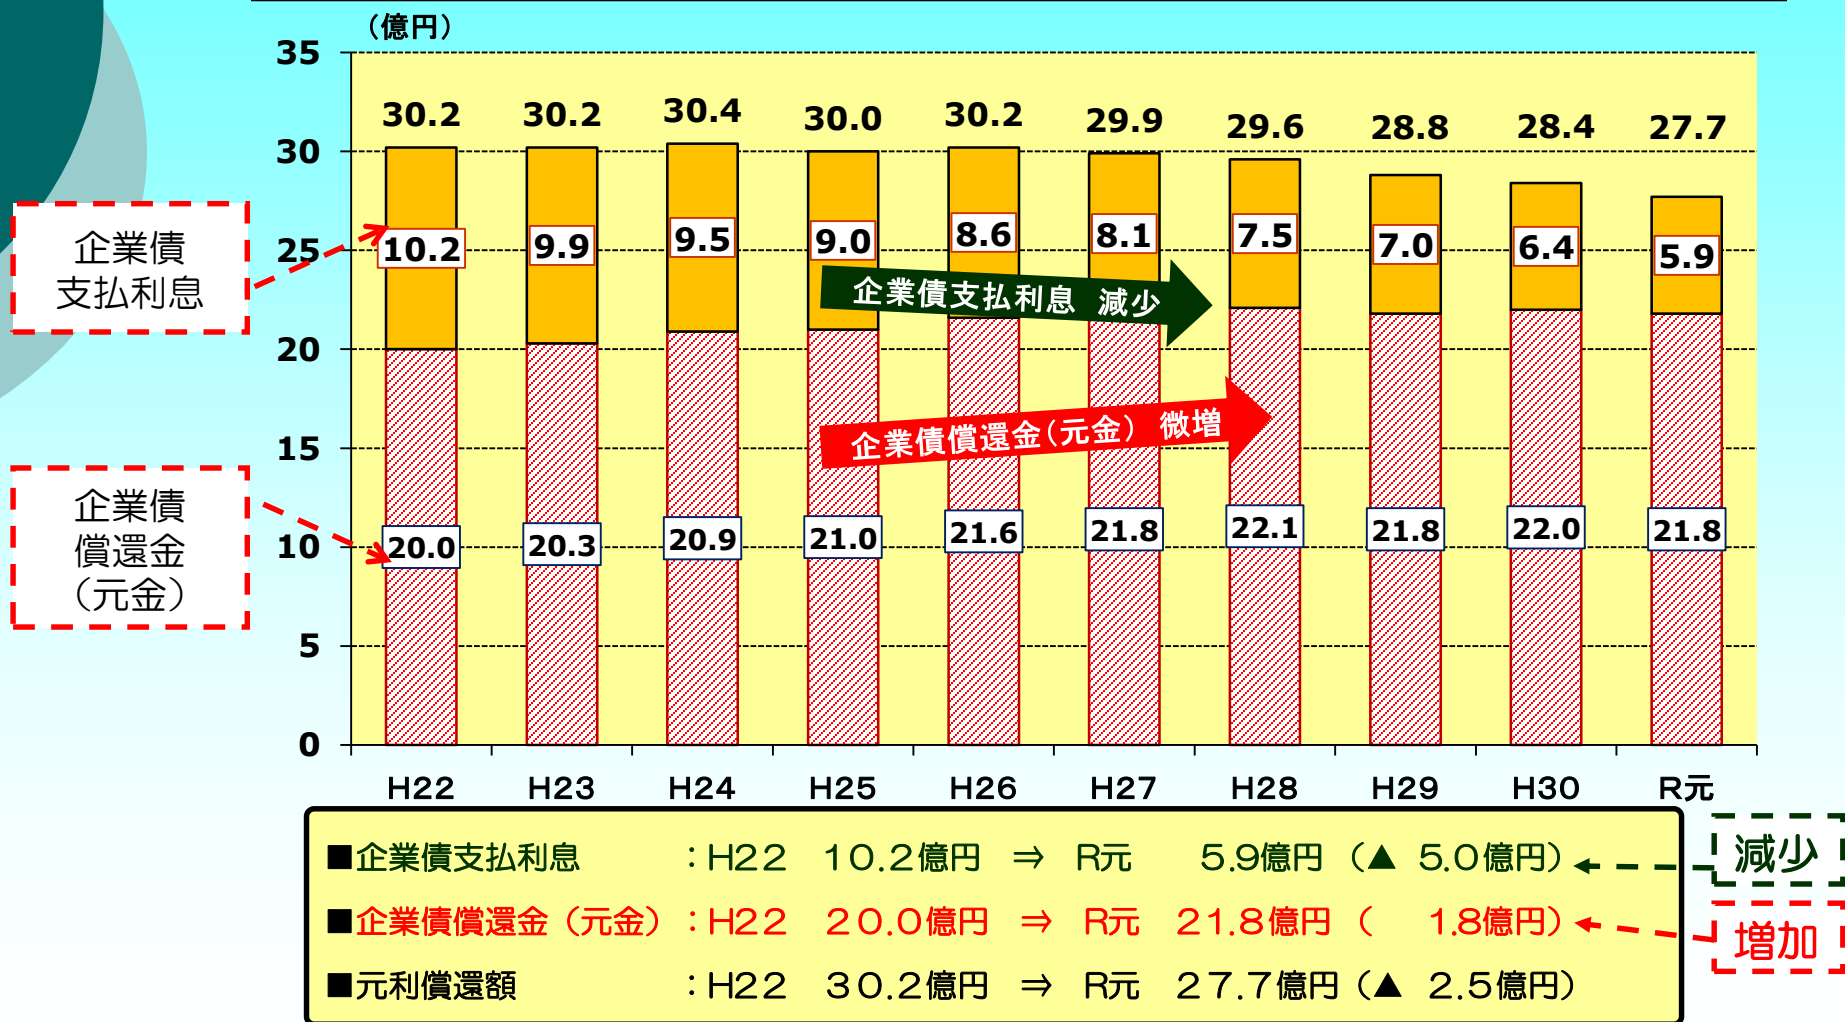 （億円）
35
30
25
20
15
10
5
0
30.2 30.2 30.4 30.0 30.2 29.9 29.6 28.8 28.4 27.7
10.2 9.9 9.5 9.0 8.6 8.1 7.5 7.0 6.4 5.9
企業債
支払利息
企業債支払利息 減少
企業債償還金（元金） 微増
企業債
償還金
（元金）
20.0 20.3 20.9 21.0 21.6 21.8 22.1 21.8 22.0 21.8
H22 H23 H24 H25 H26 H27 H28 H29 H30 R元
■企業債支払利息　　　：H22　10.2億円　⇒　R元　　5.9億円（▲ 5.0億円）
減少
■企業債償還金（元金）：H22　20.0億円　⇒　R元　21.8億円（　1.8億円）
増加
■元利償還額　　　　　：H22　30.2億円　⇒　R元　27.7億円（▲ 2.5億円）